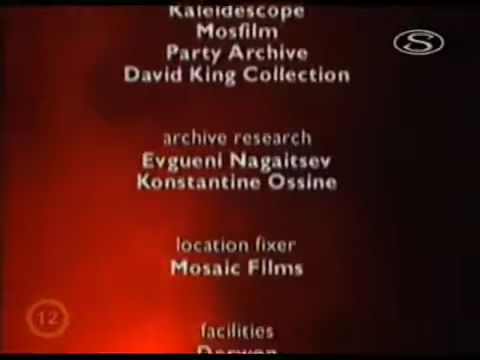 Kaleidescope
Mosfilm
Party Archive
David King Collection
S
archive research
Evgueni Nagaitsev
Konstantine Ossine
location fixer
Mosaic Films
12
facilities